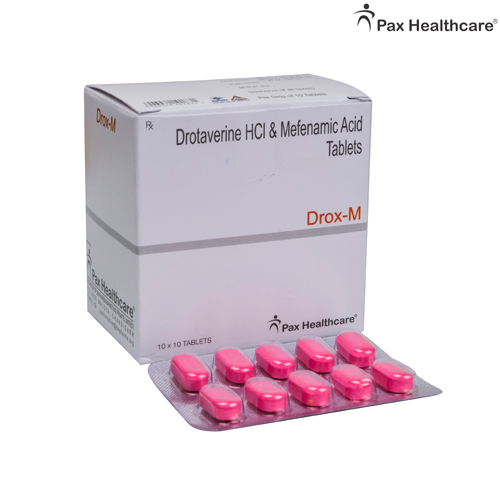 Pax Healthcare®
Drox-M
Rx
Drotaverine HCl & Mefenamic Acid
Tablets
Drox-M
Pax Healthcare®
10 x 10 TABLETS
Pax Healthcare®